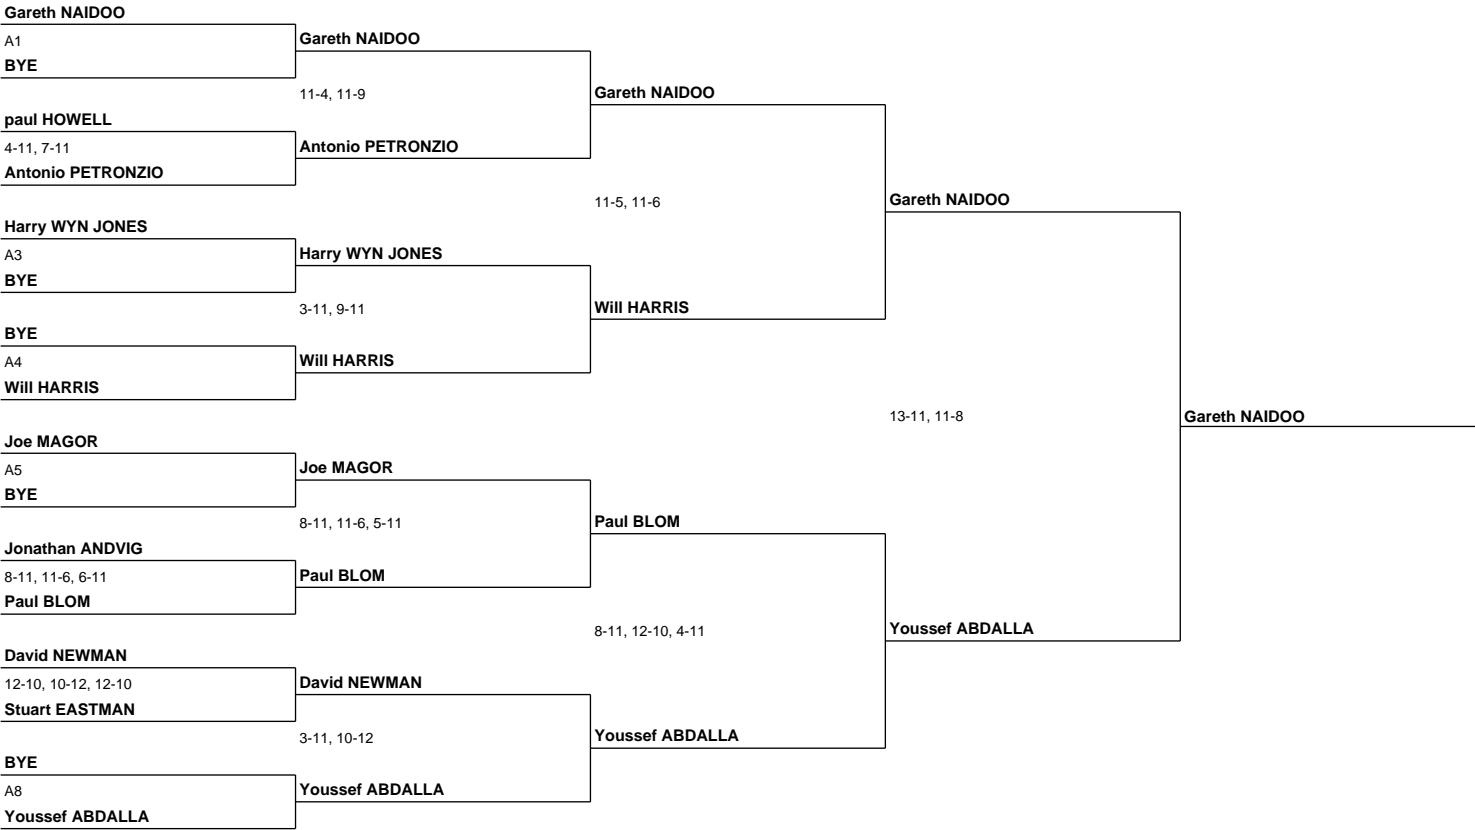 Gareth NAIDOO
A1
BYE
paul HOWELL
4-11, 7-11
Antonio PETRONZIO
Harry WYN JONES
A3
BYE
BYE
A4
Will HARRIS
Joe MAGOR
A5
BYE
Jonathan ANDVIG
8-11, 11-6, 6-11
Paul BLOM
David NEWMAN
12-10, 10-12, 12-10
Stuart EASTMAN
BYE
A8
Youssef ABDALLA
Gareth NAIDOO
11-4, 11-9
Antonio PETRONZIO
Harry WYN JONES
3-11, 9-11
Will HARRIS
Joe MAGOR
8-11, 11-6, 5-11
Paul BLOM
David NEWMAN
3-11, 10-12
Youssef ABDALLA
Gareth NAIDOO
11-5, 11-6
Will HARRIS
Paul BLOM
8-11, 12-10, 4-11
Youssef ABDALLA
Gareth NAIDOO
13-11, 11-8
Youssef ABDALLA
Gareth NAIDOO